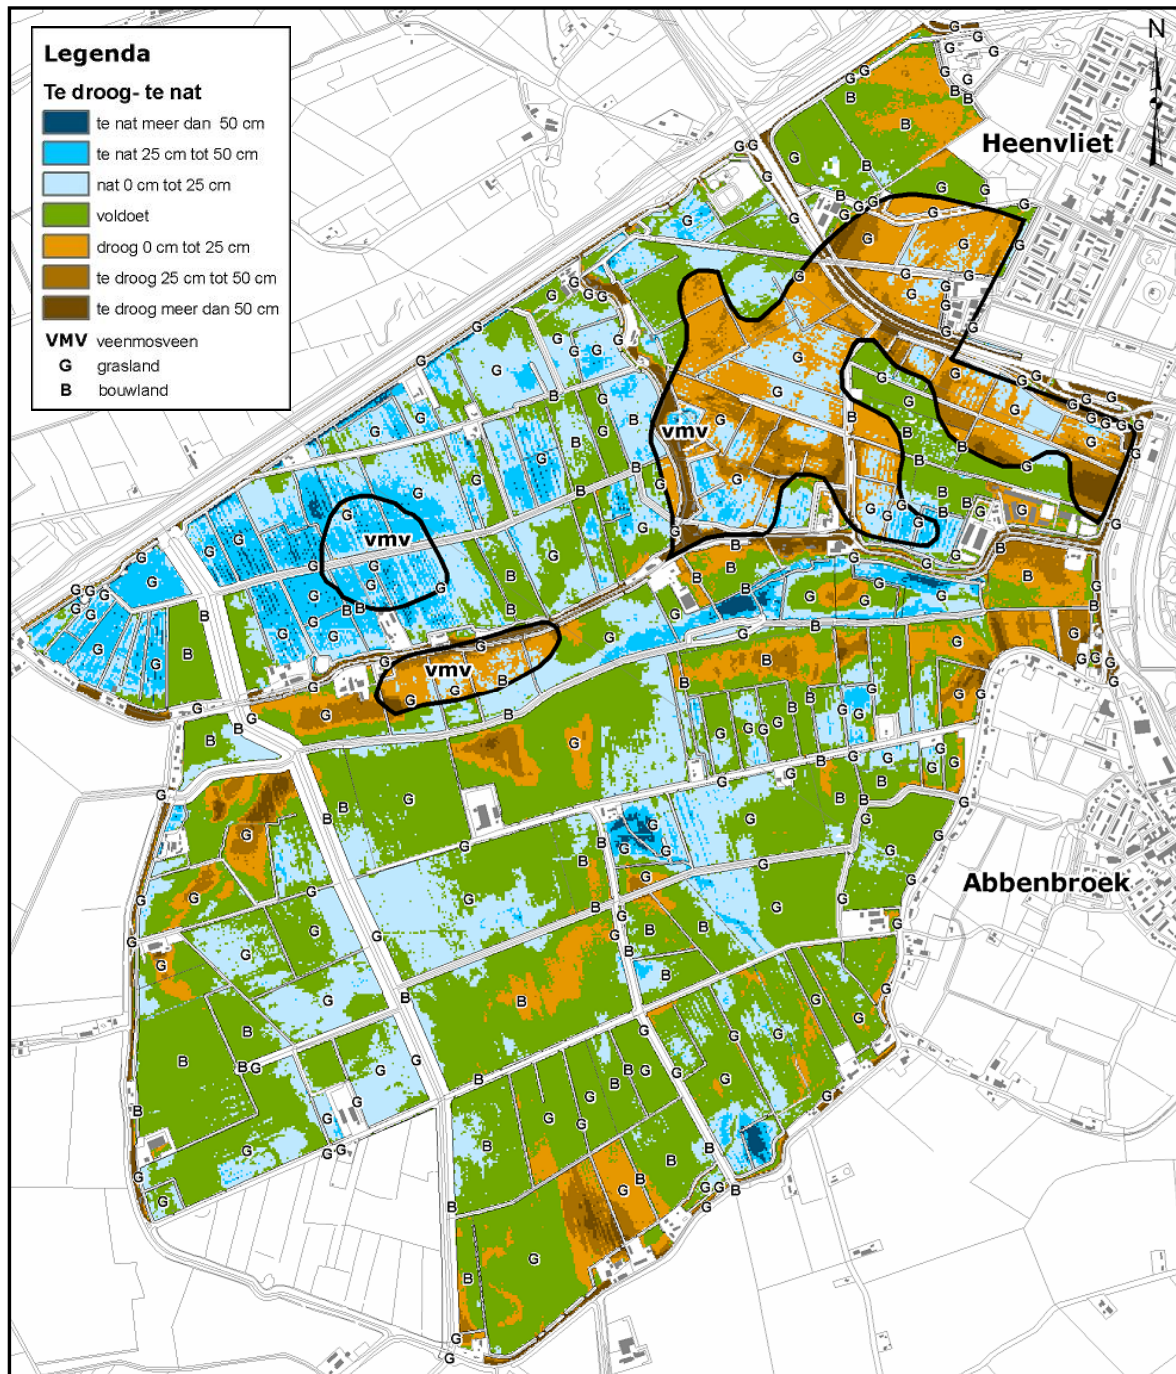 Legenda
Te droog- te nat
te nat meer dan 50 cm
te nat 25 cm tot 50 cm
nat 0 cm tot 25 cm
voldoet
droog 0 cm tot 25 cm
te droog 25 cm tot 50 cm
te droog meer dan 50 cm
VMV veenmosveen
G grasland
B bouwland
N
Heenvliet
vmv
vmv
vmv
Abbenbroek